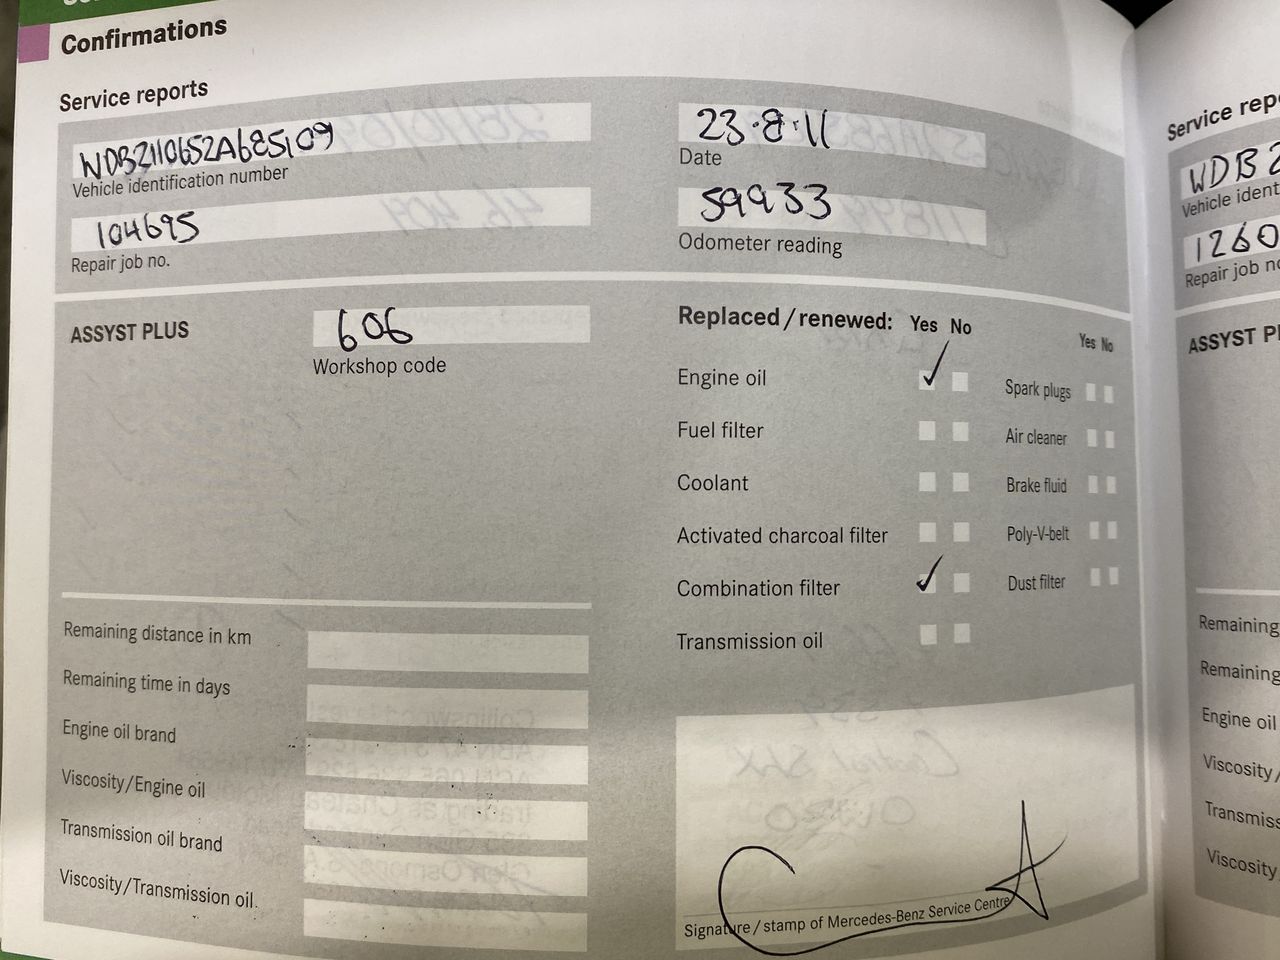 Confirmations
Service reports
WDB2110652A685109
Vehicle identification number
23·8·11
Date
104695
Repair job no.
59933
Odometer reading
ASSYST PLUS
606
Workshop code
Replaced/renewed: Yes No
Yes No
Engine oil
Spark plugs
Fuel filter
Air cleaner
Coolant
Brake fluid
Activated charcoal filter
Poly-V-belt
Combination filter
Dust filter
Transmission oil
Remaining distance in km
Remaining time in days
Engine oil brand
Viscosity/Engine oil
Transmission oil brand
Viscosity/Transmission oil
Signature/stamp of Mercedes-Benz Service Centre
Service rep
WDB2
Vehicle ident
1260
Repair job no
ASSYST PL
Remaining
Remaining
Engine oil
Viscosity/
Transmiss
Viscosity